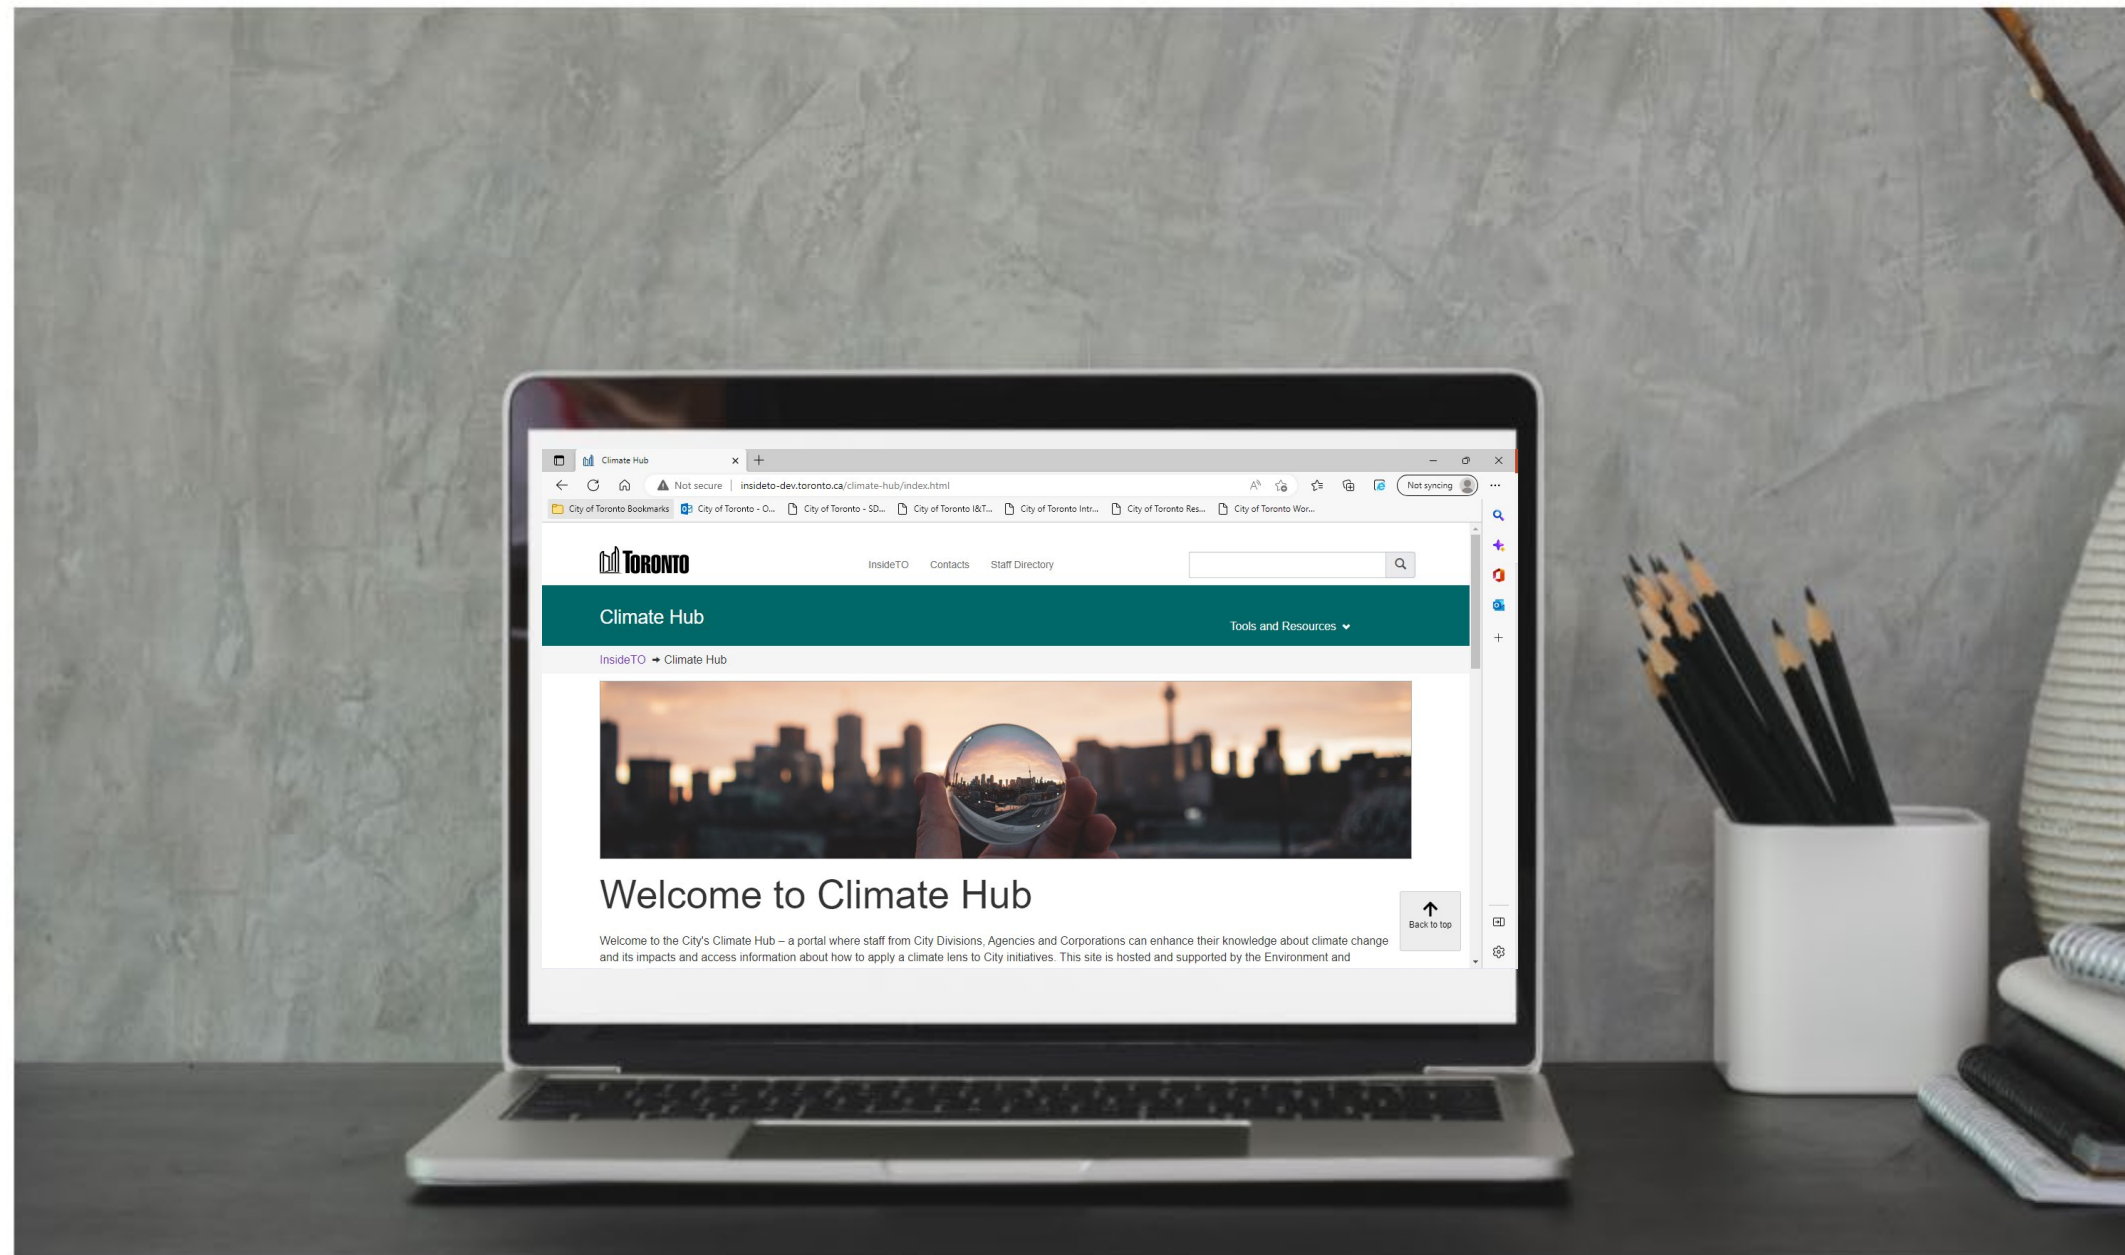 Climate Hub
Not secure | insideto-dev.toronto.ca/climate-hub/index.html
Not syncing
City of Toronto Bookmarks City of Toronto - O... City of Toronto - SD... City of Toronto I&T... City of Toronto Intr... City of Toronto Res... City of Toronto Wor...
TORONTO
InsideTO Contacts Staff Directory
Climate Hub
Tools and Resources
InsideTO → Climate Hub
Welcome to Climate Hub
Back to top
Welcome to the City's Climate Hub – a portal where staff from City Divisions, Agencies and Corporations can enhance their knowledge about climate change
and its impacts and access information about how to apply a climate lens to City initiatives. This site is hosted and supported by the Environment and